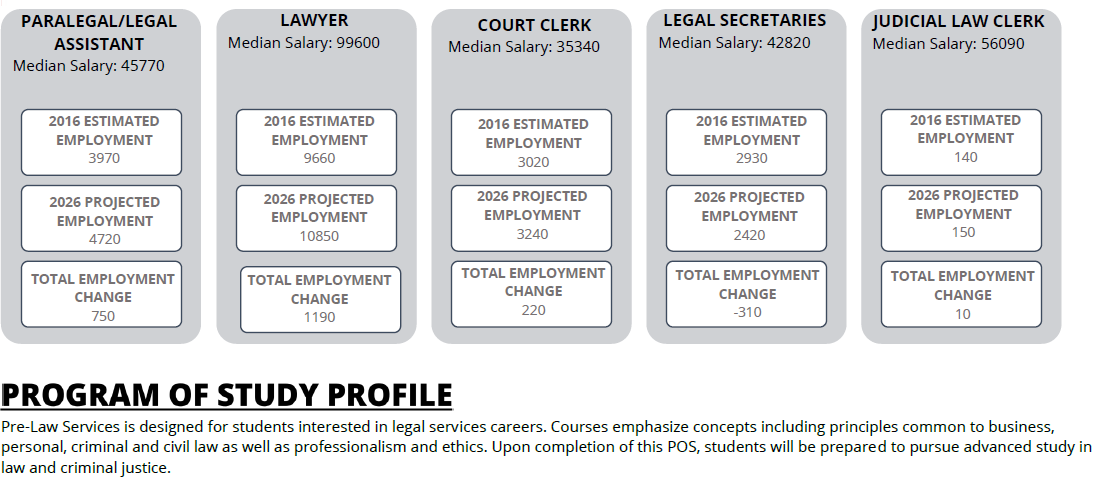 PARALEGAL/LEGAL
ASSISTANT
Median Salary: 45770
2016 ESTIMATED
EMPLOYMENT
3970
2026 PROJECTED
EMPLOYMENT
4720
TOTAL EMPLOYMENT
CHANGE
750
LAWYER
Median Salary: 99600
2016 ESTIMATED
EMPLOYMENT
9660
2026 PROJECTED
EMPLOYMENT
10850
TOTAL EMPLOYMENT
CHANGE
1190
COURT CLERK
Median Salary: 35340
2016 ESTIMATED
EMPLOYMENT
3020
2026 PROJECTED
EMPLOYMENT
3240
TOTAL EMPLOYMENT
CHANGE
220
LEGAL SECRETARIES
Median Salary: 42820
2016 ESTIMATED
EMPLOYMENT
2930
2026 PROJECTED
EMPLOYMENT
2420
TOTAL EMPLOYMENT
CHANGE
-310
JUDICIAL LAW CLERK
Median Salary: 56090
2016 ESTIMATED
EMPLOYMENT
140
2026 PROJECTED
EMPLOYMENT
150
TOTAL EMPLOYMENT
CHANGE
10
PROGRAM OF STUDY PROFILE
Pre-Law Services is designed for students interested in legal services careers. Courses emphasize concepts including principles common to business,
personal, criminal and civil law as well as professionalism and ethics. Upon completion of this POS, students will be prepared to pursue advanced study in
law and criminal justice.